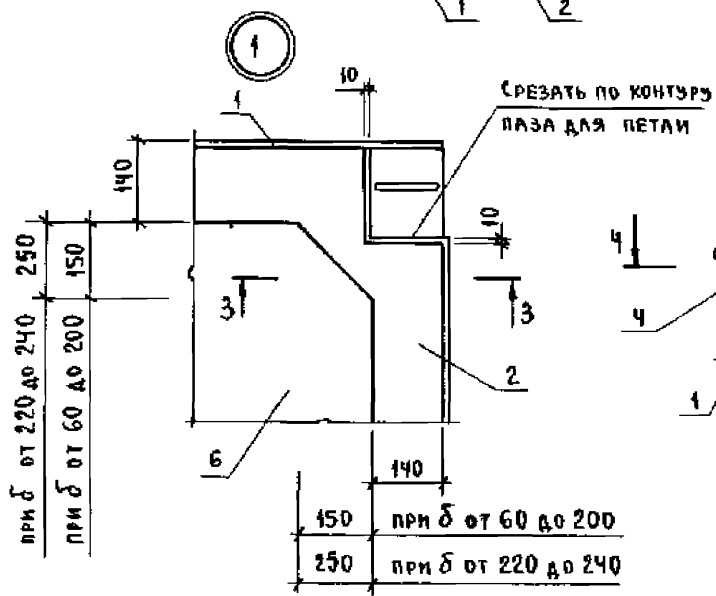 1 2
1
10
СРЕЗАТЬ ПО КОНТУРУ
ПАЗА ДЛЯ ПЕТЛИ
1
140
10
4
250
150
3
3
4
при δ от 220 до 240
при δ от 60 до 200
2
1
6
140
150 при δ от 60 до 200
250 при δ от 220 до 240